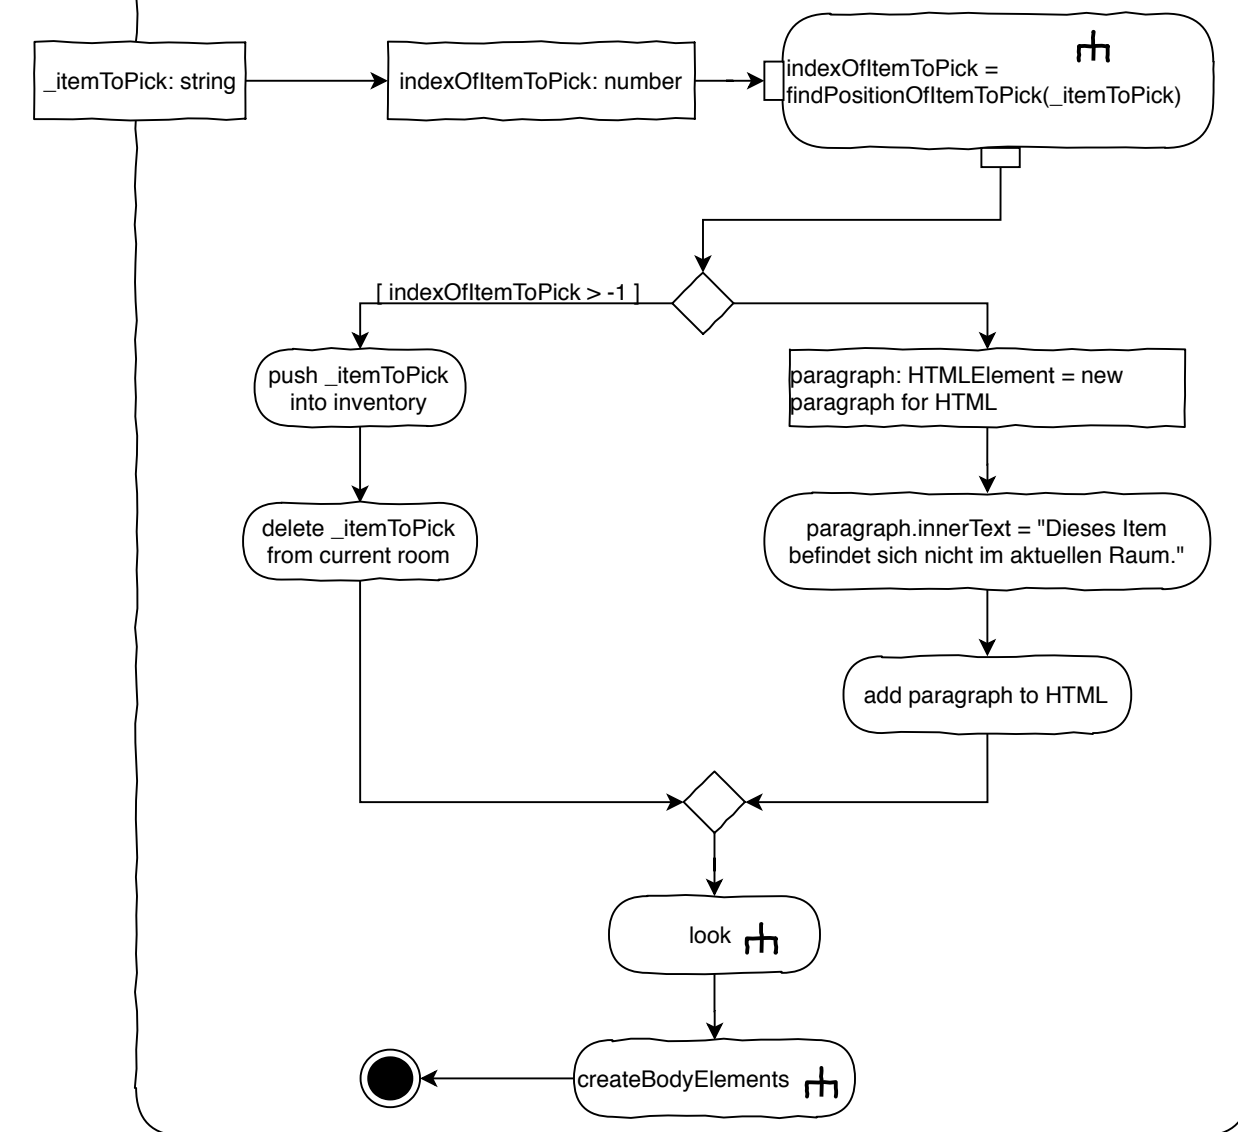 _itemToPick: string
indexOfItemToPick: number
indexOfItemToPick =
findPositionOfItemToPick(_itemToPick)
[ indexOfItemToPick > -1 ]
push _itemToPick
into inventory
paragraph: HTMLElement = new
paragraph for HTML
delete _itemToPick
from current room
paragraph.innerText = "Dieses Item
befindet sich nicht im aktuellen Raum."
add paragraph to HTML
look
createBodyElements